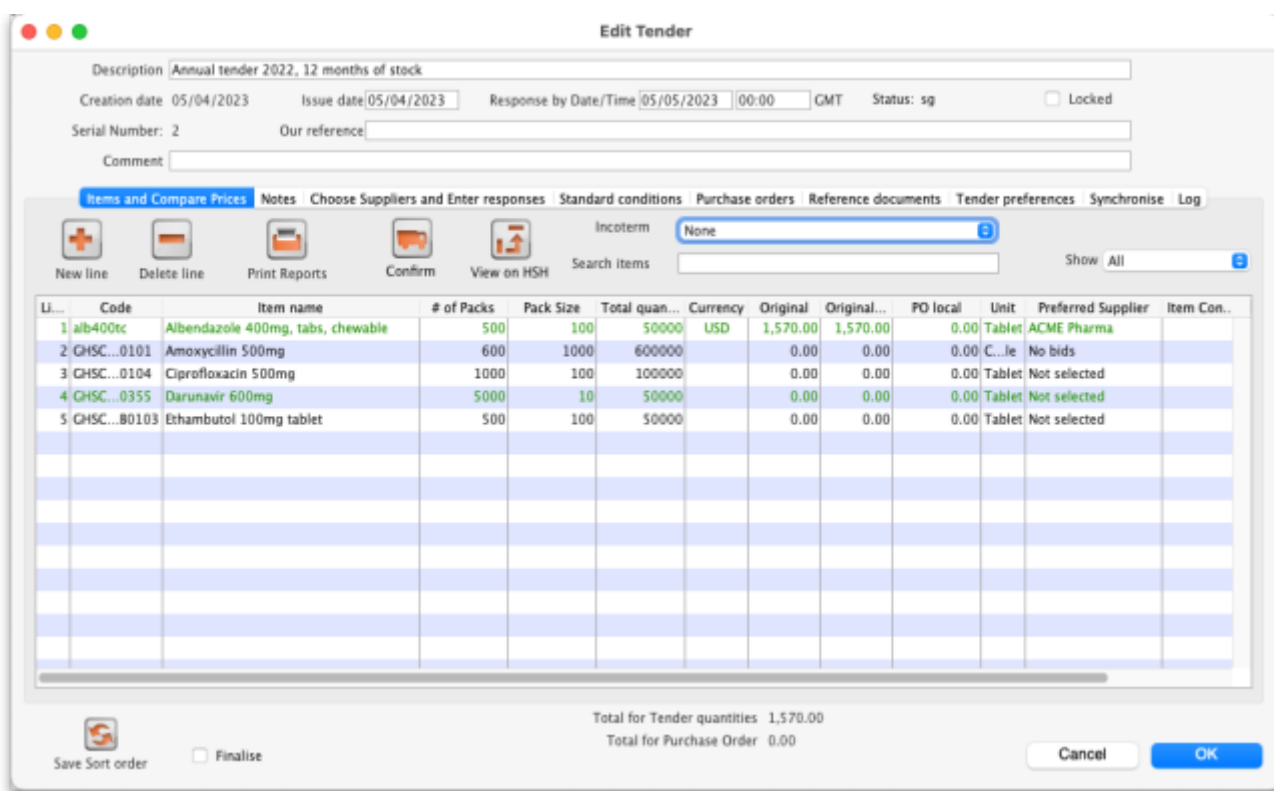 Edit Tender
Description Annual tender 2022, 12 months of stock
Creation date 05/04/2023 Issue date 05/04/2023 Response by Date/Time 05/05/2023 00:00 GMT Status: sg Locked
Serial Number: 2 Our reference
Comment
Items and Compare Prices Notes Choose Suppliers and Enter responses Standard conditions Purchase orders Reference documents Tender preferences Synchronise Log
Incoterm None
New line Delete line Print Reports Confirm View on HSH Search items Show All
Li... Code Item name # of Packs Pack Size Total quan... Currency Original Original... PO local Unit Preferred Supplier Item Con..
1 alb400tc Albendazole 400mg, tabs, chewable 500 100 50000 USD 1,570.00 1,570.00 0.00 Tablet ACME Pharma
2 GHSC...0101 Amoxycillin 500mg 600 1000 600000 0.00 0.00 0.00 C...le No bids
3 GHSC...0104 Ciprofloxacin 500mg 1000 100 100000 0.00 0.00 0.00 Tablet Not selected
4 GHSC...0355 Darunavir 600mg 5000 10 50000 0.00 0.00 0.00 Tablet Not selected
5 GHSC...80103 Ethambutol 100mg tablet 500 100 50000 0.00 0.00 0.00 Tablet Not selected
Total for Tender quantities 1,570.00
Total for Purchase Order 0.00
Save Sort order Finalise Cancel OK